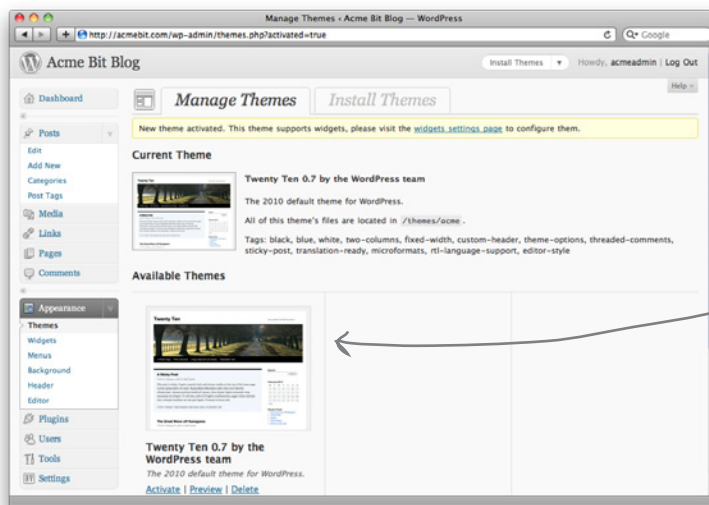 Manage Themes ‹ Acme Bit Blog — WordPress
http://acmebit.com/wp-admin/themes.php?activated=true
Google
Acme Bit Blog
Install Themes
Howdy, acmeadmin | Log Out
Help
Dashboard
Posts
Edit
Add New
Categories
Post Tags
Media
Links
Pages
Comments
Appearance
Themes
Widgets
Menus
Background
Header
Editor
Plugins
Users
Tools
Settings
Manage Themes
Install Themes
New theme activated. This theme supports widgets, please visit the widgets settings page to configure them.
Current Theme
Twenty Ten 0.7 by the WordPress team
The 2010 default theme for WordPress.
All of this theme's files are located in /themes/acme .
Tags: black, blue, white, two-columns, fixed-width, custom-header, theme-options, threaded-comments,
sticky-post, translation-ready, microformats, rtl-language-support, editor-style
Available Themes
Twenty Ten
A Sticky Post
The Great Wave off Kanagawa
Twenty Ten 0.7 by the
WordPress team
The 2010 default theme for WordPress.
Activate | Preview | Delete